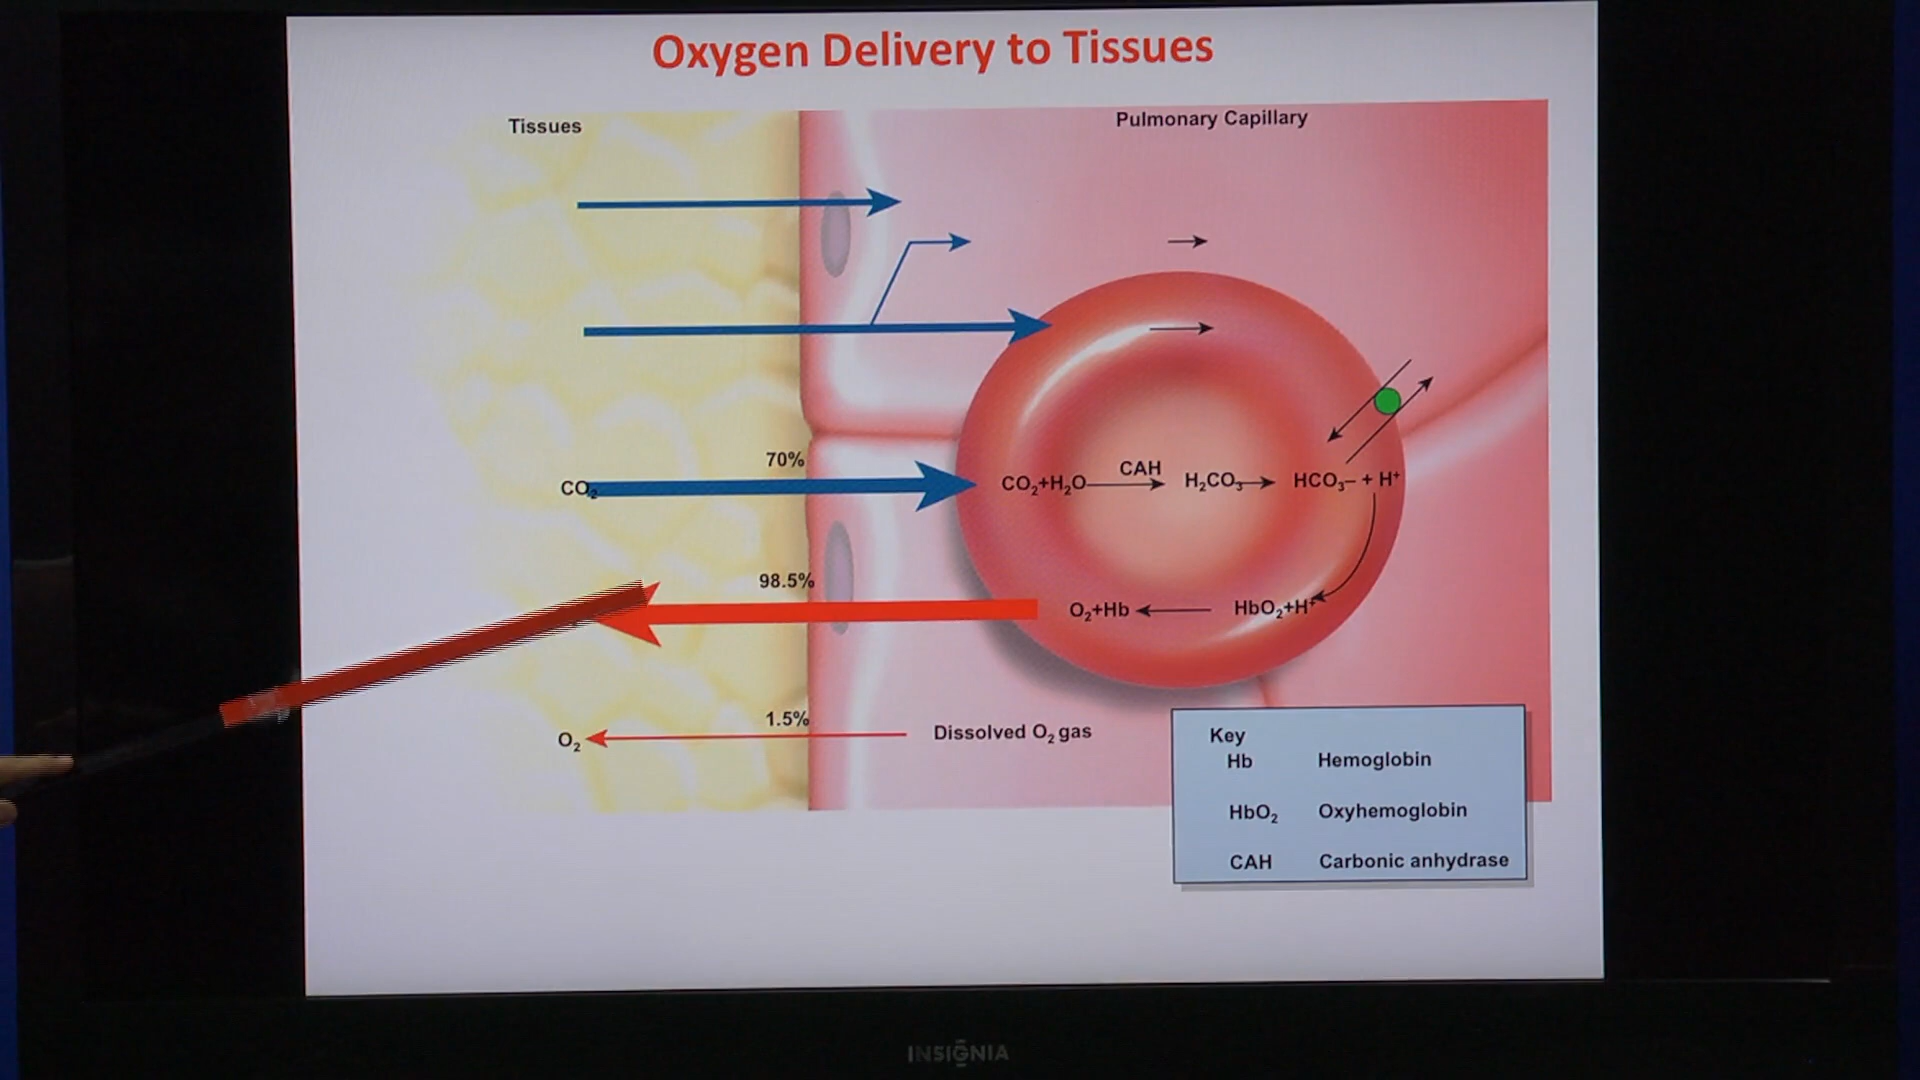 Oxygen Delivery to Tissues
Tissues
Pulmonary Capillary
70%
CO₂
CO₂+H₂O
CAH
H₂CO₃
HCO₃– + H⁺
98.5%
O₂+Hb
HbO₂+H⁺
1.5%
O₂
Dissolved O₂ gas
Key
Hb Hemoglobin
HbO₂ Oxyhemoglobin
CAH Carbonic anhydrase
INSIGNIA